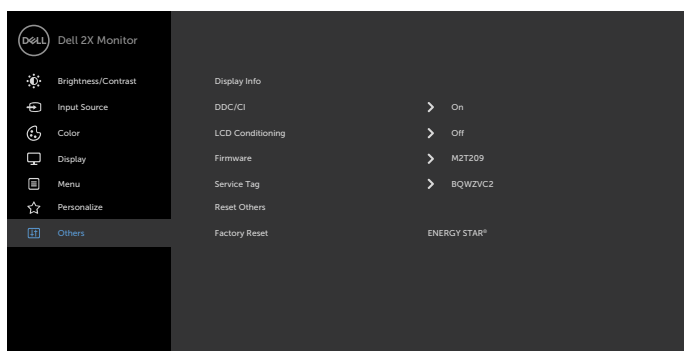 DELL Dell 2X Monitor
Brightness/Contrast Display Info
Input Source DDC/CI On
Color LCD Conditioning Off
Display Firmware M2T209
Menu Service Tag BQWZVC2
Personalize Reset Others
Others Factory Reset ENERGY STAR®